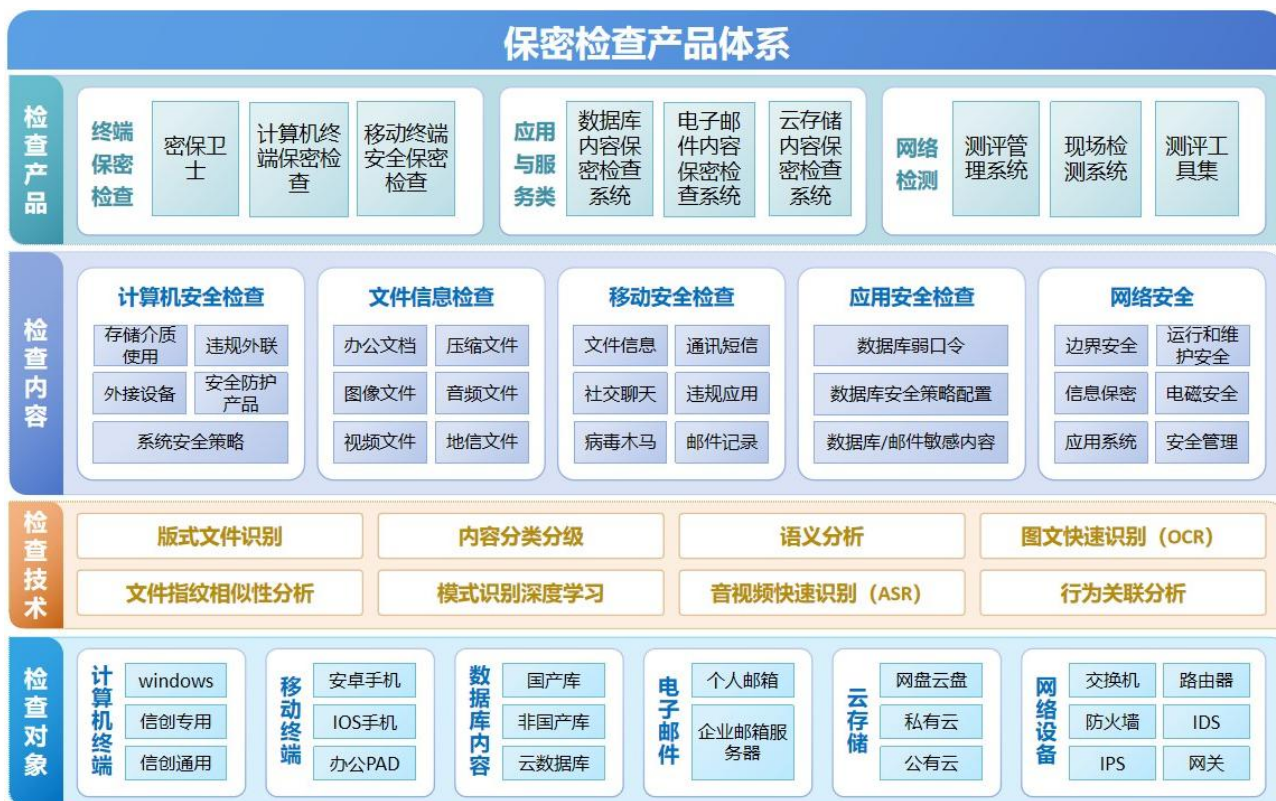 保密检查产品体系
检查产品
终端
保密
检查
密保卫
士
计算机终
端保密检
查
移动终端
安全保密
检查
应用
与服
务类
数据库
内容保
密检查
系统
电子邮
件内容
保密检
查系统
云存储
内容保
密检查
系统
网络
检测
测评管
理系统
现场检
测系统
测评工
具集
检查内容
计算机安全检查
存储介质
使用
违规外联
外接设备
安全防护
产品
系统安全策略
文件信息检查
办公文档
压缩文件
图像文件
音频文件
视频文件
地信文件
移动安全检查
文件信息
通讯短信
社交聊天
违规应用
病毒木马
邮件记录
应用安全检查
数据库弱口令
数据库安全策略配置
数据库/邮件敏感内容
网络安全
边界安全
运行和维
护安全
信息保密
电磁安全
应用系统
安全管理
检查技术
版式文件识别
内容分类分级
语义分析
图文快速识别（OCR）
文件指纹相似性分析
模式识别深度学习
音视频快速识别（ASR）
行为关联分析
检查对象
计算机终端
windows
信创专用
信创通用
移动终端
安卓手机
IOS手机
办公PAD
数据库内容
国产库
非国产库
云数据库
电子邮件
个人邮箱
企业邮箱服
务器
云存储
网盘云盘
私有云
公有云
网络设备
交换机
路由器
防火墙
IDS
IPS
网关